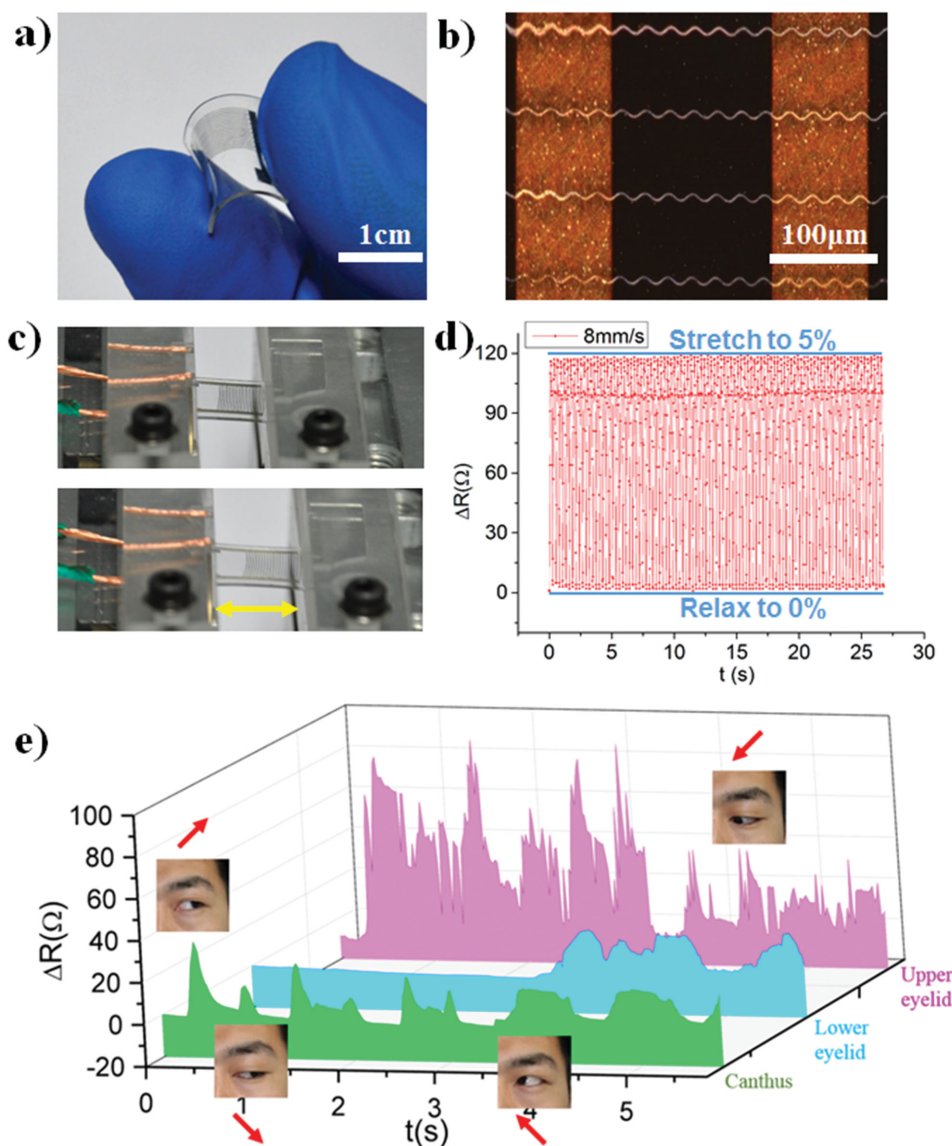 a)
1cm
b)
100μm
c)
d)
8mm/s
Stretch to 5%
120
90
60
30
0
ΔR(Ω)
Relax to 0%
0 5 10 15 20 25 30
t (s)
e)
100
80
60
40
20
0
-20
ΔR(Ω)
0 1 2 3 4 5
t(s)
Upper
eyelid
Lower
eyelid
Canthus